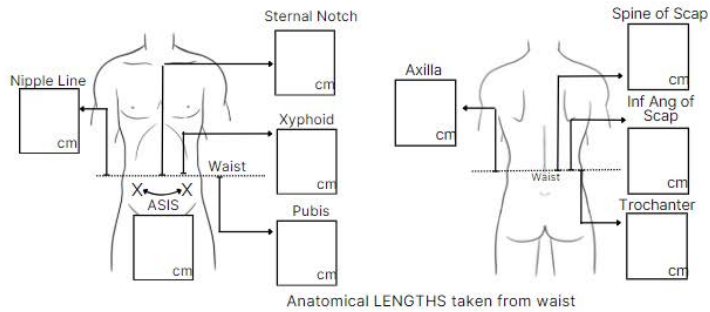 Sternal Notch
cm
Nipple Line
cm
Xyphoid
cm
Waist
X X
ASIS
cm
Pubis
cm
Spine of Scap
cm
Axilla
cm
Inf Ang of
Scap
cm
Waist
Trochanter
cm
Anatomical LENGTHS taken from waist